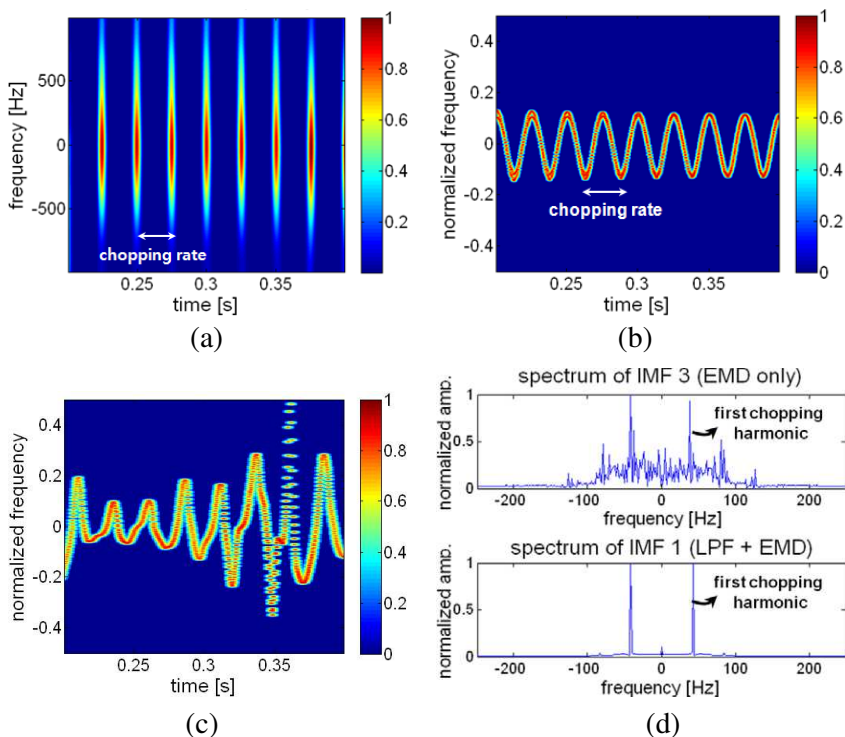 frequency [Hz]
500
0
-500
0.25
0.3
0.35
time [s]
chopping rate
1
0.8
0.6
0.4
0.2
0
(a)
normalized frequency
0.5
0.4
0.2
0
-0.2
-0.4
0.25
0.3
0.35
time [s]
chopping rate
1
0.8
0.6
0.4
0.2
0
(b)
normalized frequency
0.4
0.2
0
-0.2
-0.4
0.25
0.3
0.35
time [s]
1
0.8
0.6
0.4
0.2
0
(c)
spectrum of IMF 3 (EMD only)
normalized amp.
1
0.5
0
-200
-100
0
100
200
frequency [Hz]
first chopping
harmonic
spectrum of IMF 1 (LPF + EMD)
normalized amp.
1
0.5
0
-200
-100
0
100
200
frequency [Hz]
first chopping
harmonic
(d)